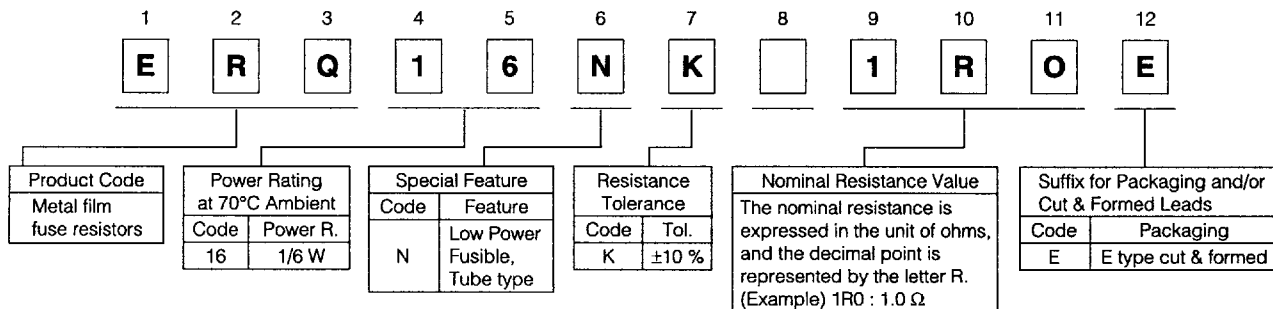 1 2 3 4 5 6 7 8 9 10 11 12
E R Q 1 6 N K 1 R O E
Product Code
Metal film
fuse resistors
Power Rating
at 70°C Ambient
Code Power R.
16 1/6 W
Special Feature
Code Feature
N Low Power
Fusible,
Tube type
Resistance
Tolerance
Code Tol.
K ±10 %
Nominal Resistance Value
The nominal resistance is
expressed in the unit of ohms,
and the decimal point is
represented by the letter R.
(Example) 1R0 : 1.0 Ω
Suffix for Packaging and/or
Cut & Formed Leads
Code Packaging
E E type cut & formed